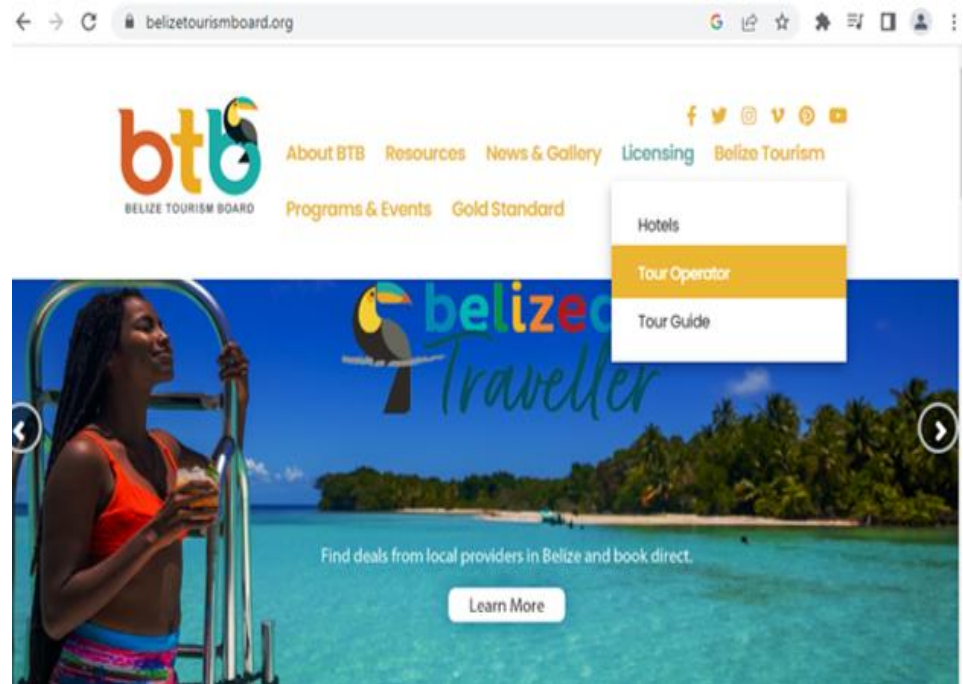 belizetourismboard.org
btb
BELIZE TOURISM BOARD
About BTB Resources News & Gallery Licensing Belize Tourism
Programs & Events Gold Standard
Hotels
Tour Operator
Tour Guide
Traveller
Find deals from local providers in Belize and book direct.
Learn More